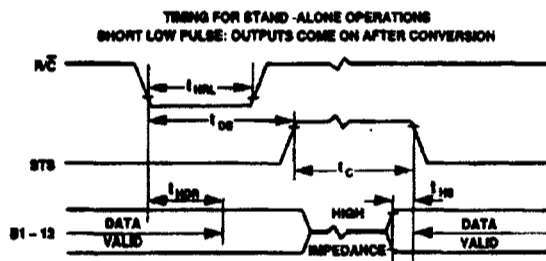 TIMING FOR STAND -ALONE OPERATIONS
SHORT LOW PULSE: OUTPUTS COME ON AFTER CONVERSION
R/C̅
tHRL
tDS
STS
tC
tHDR
tHS
HIGH
IMPEDANCE
B1 – 12
DATA
VALID
DATA
VALID